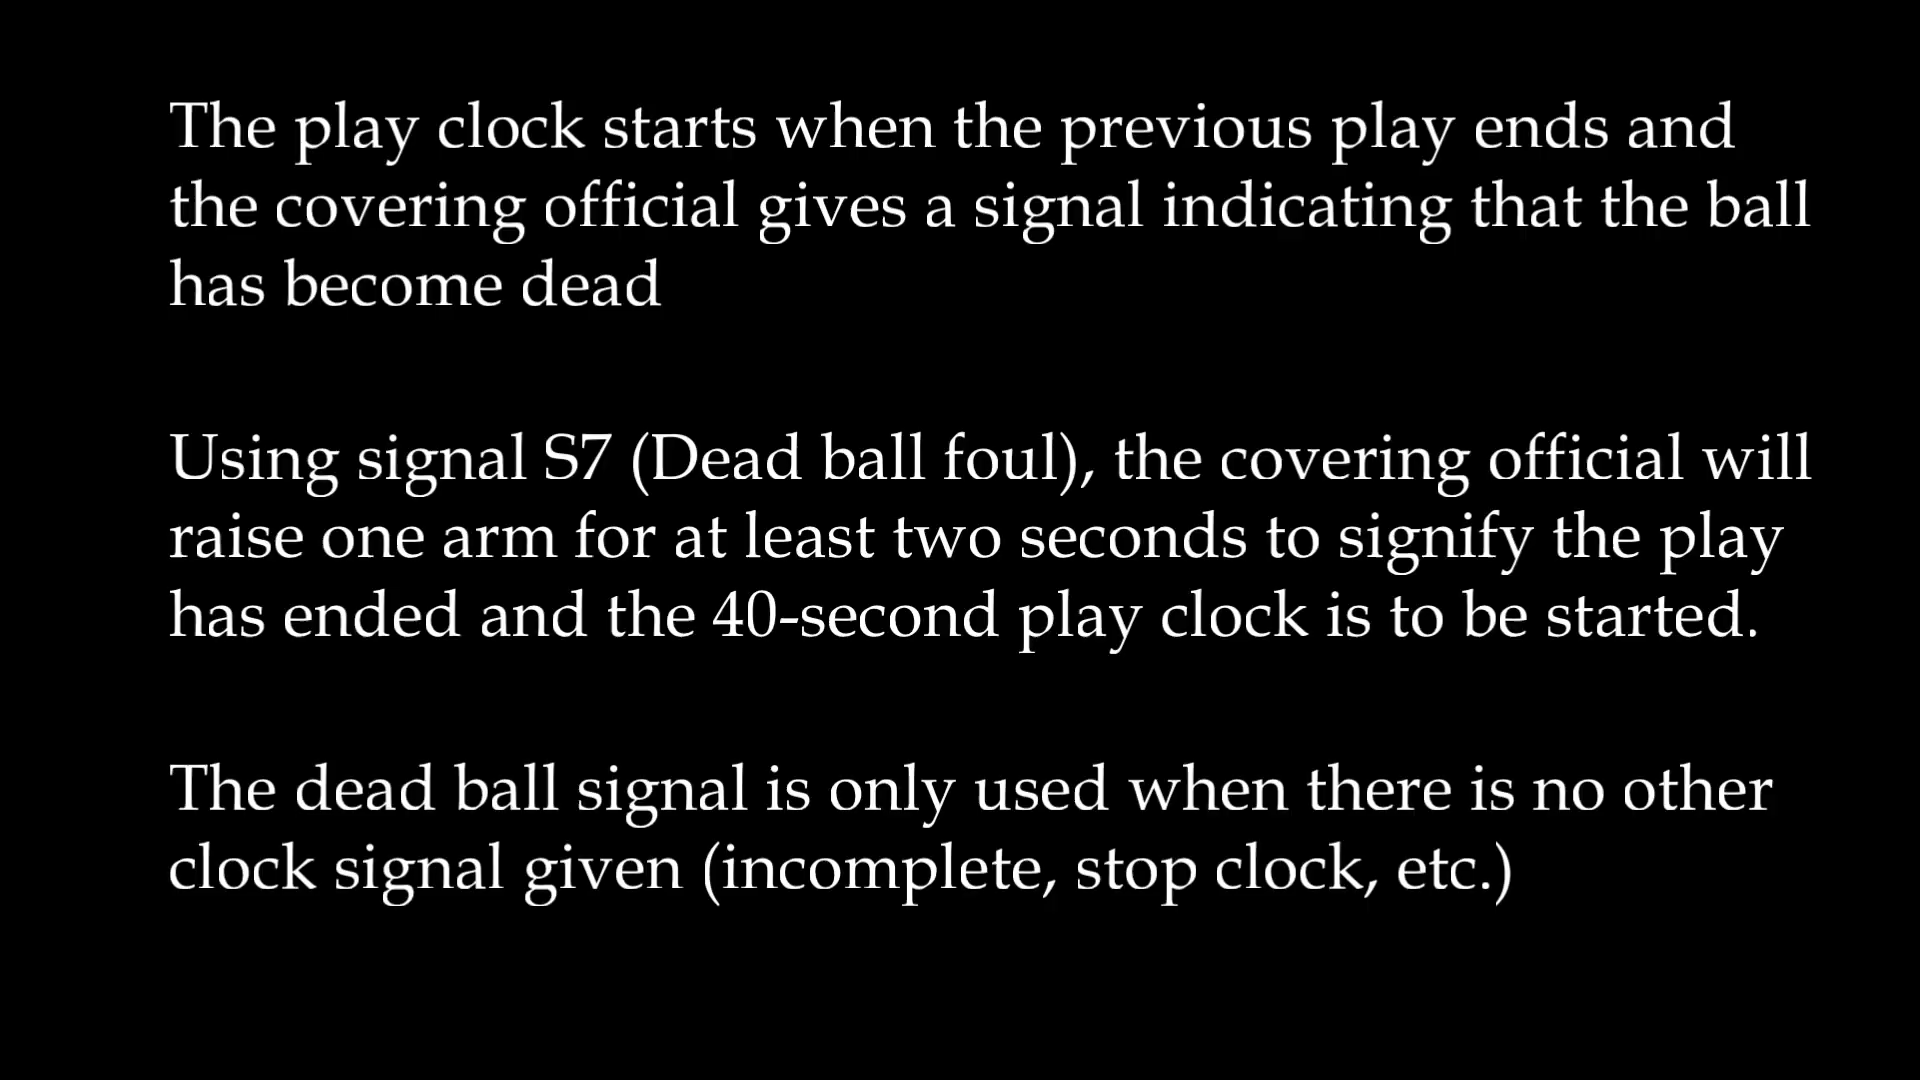 The play clock starts when the previous play ends and
the covering official gives a signal indicating that the ball
has become dead
Using signal S7 (Dead ball foul), the covering official will
raise one arm for at least two seconds to signify the play
has ended and the 40-second play clock is to be started.
The dead ball signal is only used when there is no other
clock signal given (incomplete, stop clock, etc.)